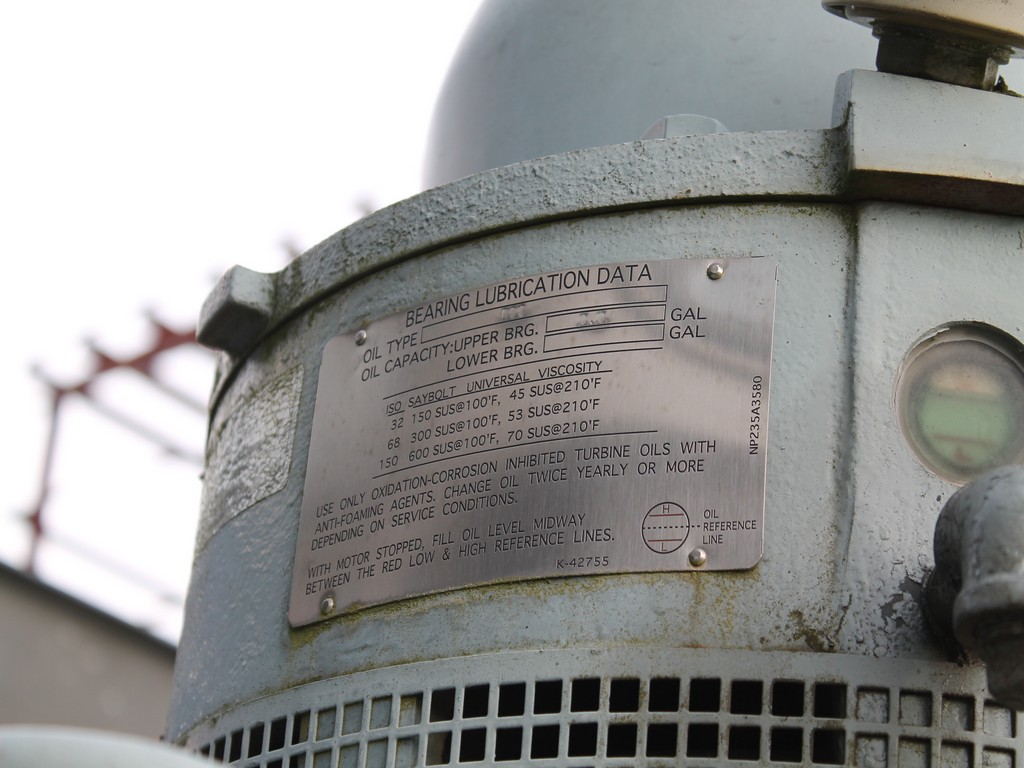 BEARING LUBRICATION DATA
OIL TYPE
OIL CAPACITY: UPPER BRG. GAL
LOWER BRG. GAL
ISO SAYBOLT UNIVERSAL VISCOSITY
32 150 SUS@100°F, 45 SUS@210°F
68 300 SUS@100°F, 53 SUS@210°F
150 600 SUS@100°F, 70 SUS@210°F
USE ONLY OXIDATION-CORROSION INHIBITED TURBINE OILS WITH
ANTI-FOAMING AGENTS. CHANGE OIL TWICE YEARLY OR MORE
DEPENDING ON SERVICE CONDITIONS.
WITH MOTOR STOPPED, FILL OIL LEVEL MIDWAY
BETWEEN THE RED LOW & HIGH REFERENCE LINES.
K-42755
H
L
OIL
REFERENCE
LINE
NP235A3580